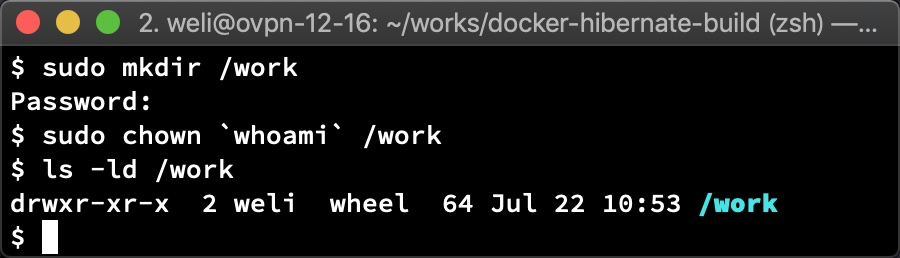 2. weli@ovpn-12-16: ~/works/docker-hibernate-build (zsh) —...
$ sudo mkdir /work
Password:
$ sudo chown `whoami` /work
$ ls -ld /work
drwxr-xr-x  2 weli  wheel  64 Jul 22 10:53 /work
$